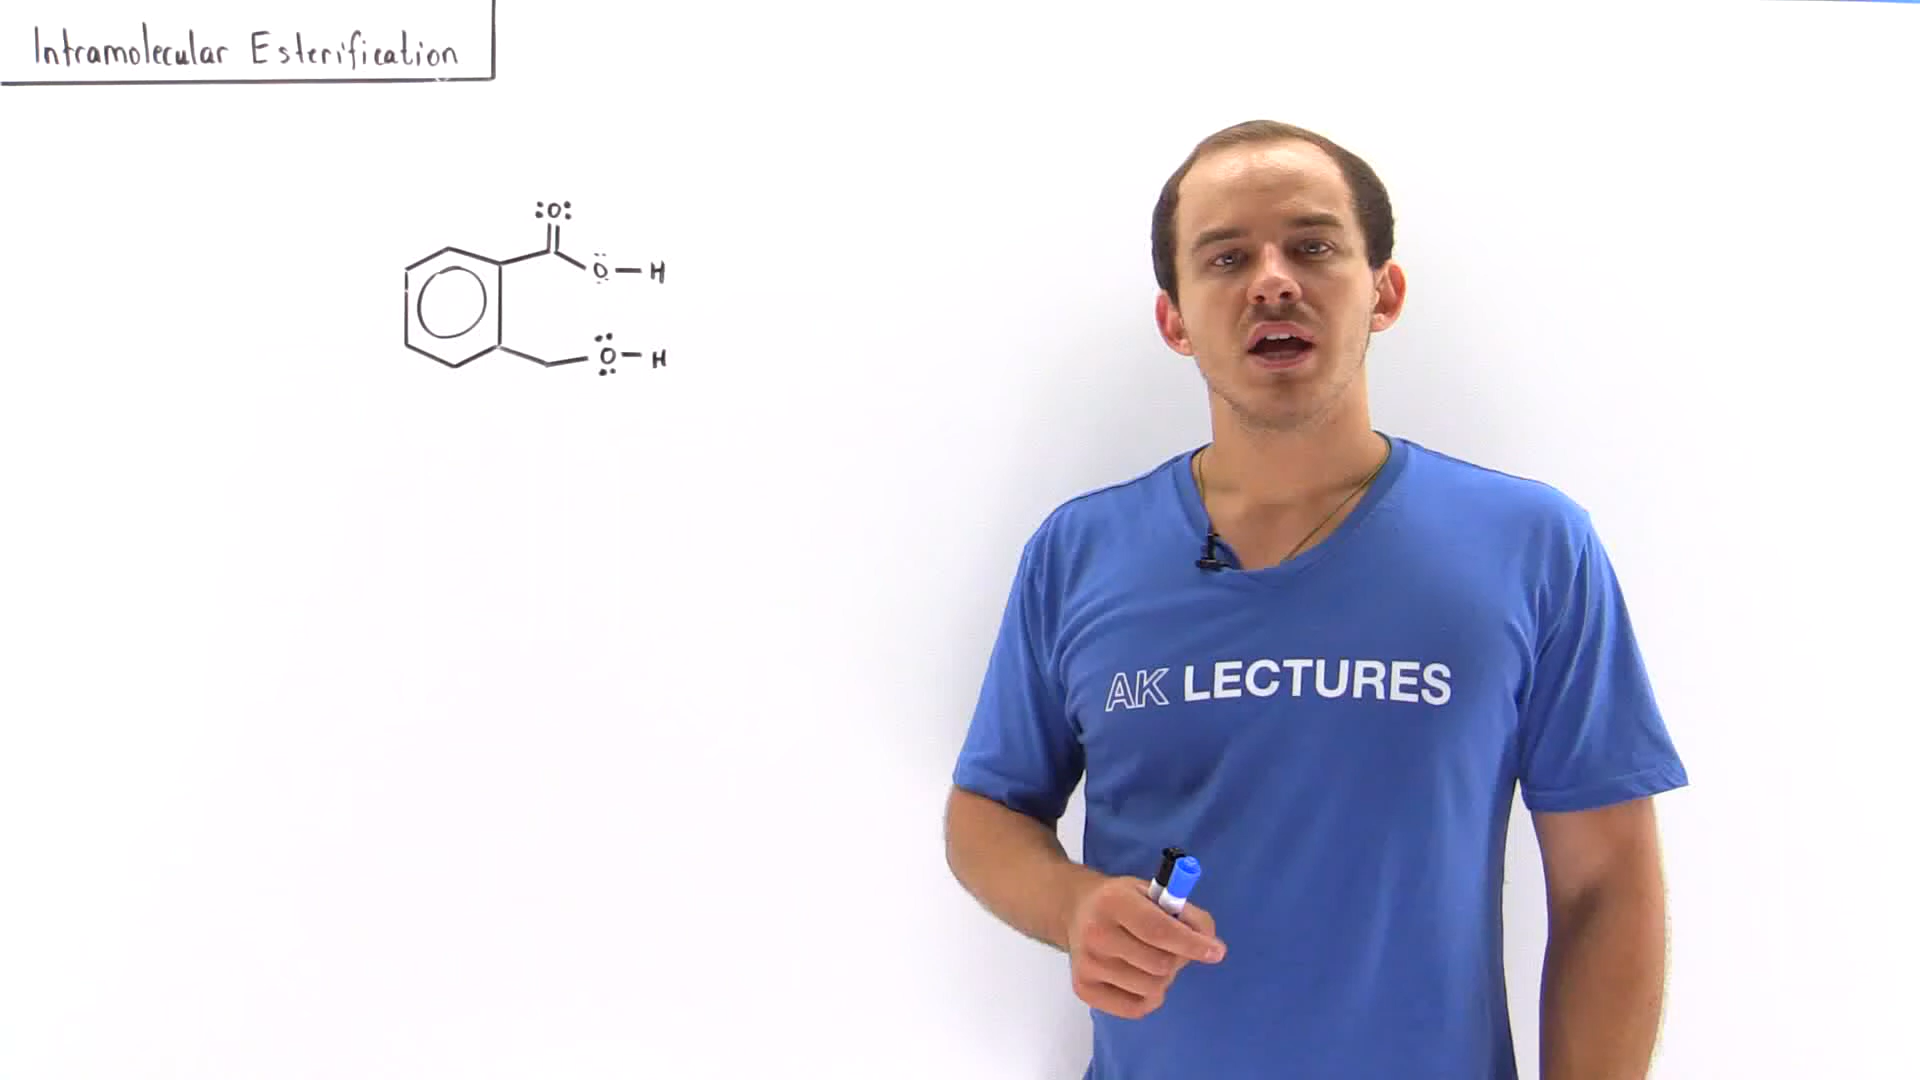 Intramolecular Esterification
:O:
O — H
O — H
AK LECTURES